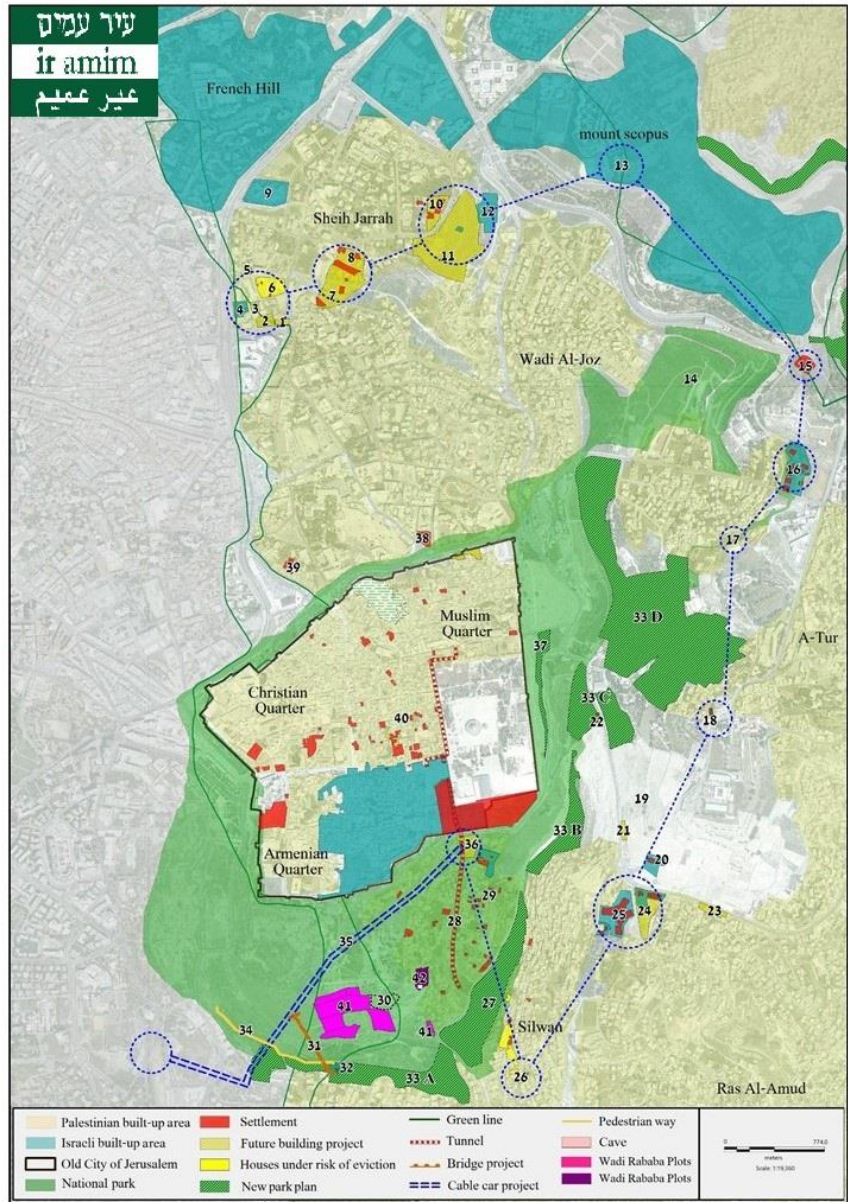 עיר עמים
ir amim
عير عميم
French Hill
mount scopus
13
9
10
12
Sheih Jarrah
11
5
8
6
4
3
7
2
1
Wadi Al-Joz
14
15
16
17
38
39
Muslim
Quarter
33 D
A-Tur
37
Christian
Quarter
33 C
40
22
18
19
21
33 B
36
Armenian
Quarter
20
29
25
24
23
28
35
42
30
41
27
41
Silwan
34
31
32
33 A
26
Ras Al-Amud
Palestinian built-up area
Israeli built-up area
Old City of Jerusalem
National park
Settlement
Future building project
Houses under risk of eviction
New park plan
Green line
Tunnel
Bridge project
Cable car project
Pedestrian way
Cave
Wadi Rababa Plots
Wadi Rababa Plots
0
774.0
meters
Scale: 1:19,360